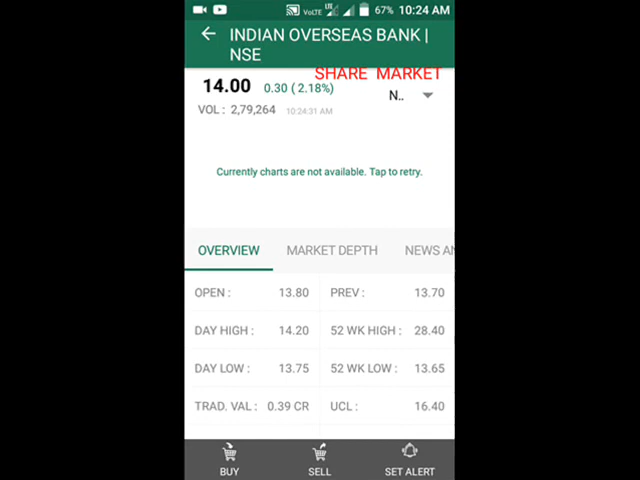 VoLTE LTE 67% 10:24 AM
INDIAN OVERSEAS BANK |
NSE
SHARE MARKET
14.00 0.30 ( 2.18%) N..
VOL : 2,79,264 10:24:31 AM
Currently charts are not available. Tap to retry.
OVERVIEW MARKET DEPTH NEWS AN
OPEN : 13.80 PREV : 13.70
DAY HIGH : 14.20 52 WK HIGH : 28.40
DAY LOW : 13.75 52 WK LOW : 13.65
TRAD. VAL : 0.39 CR UCL : 16.40
BUY SELL SET ALERT